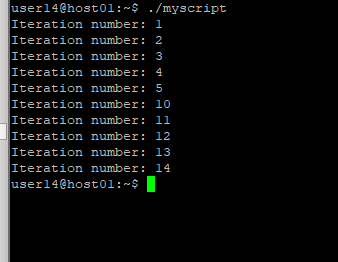 user14@host01:~$ ./myscript
Iteration number: 1
Iteration number: 2
Iteration number: 3
Iteration number: 4
Iteration number: 5
Iteration number: 10
Iteration number: 11
Iteration number: 12
Iteration number: 13
Iteration number: 14
user14@host01:~$